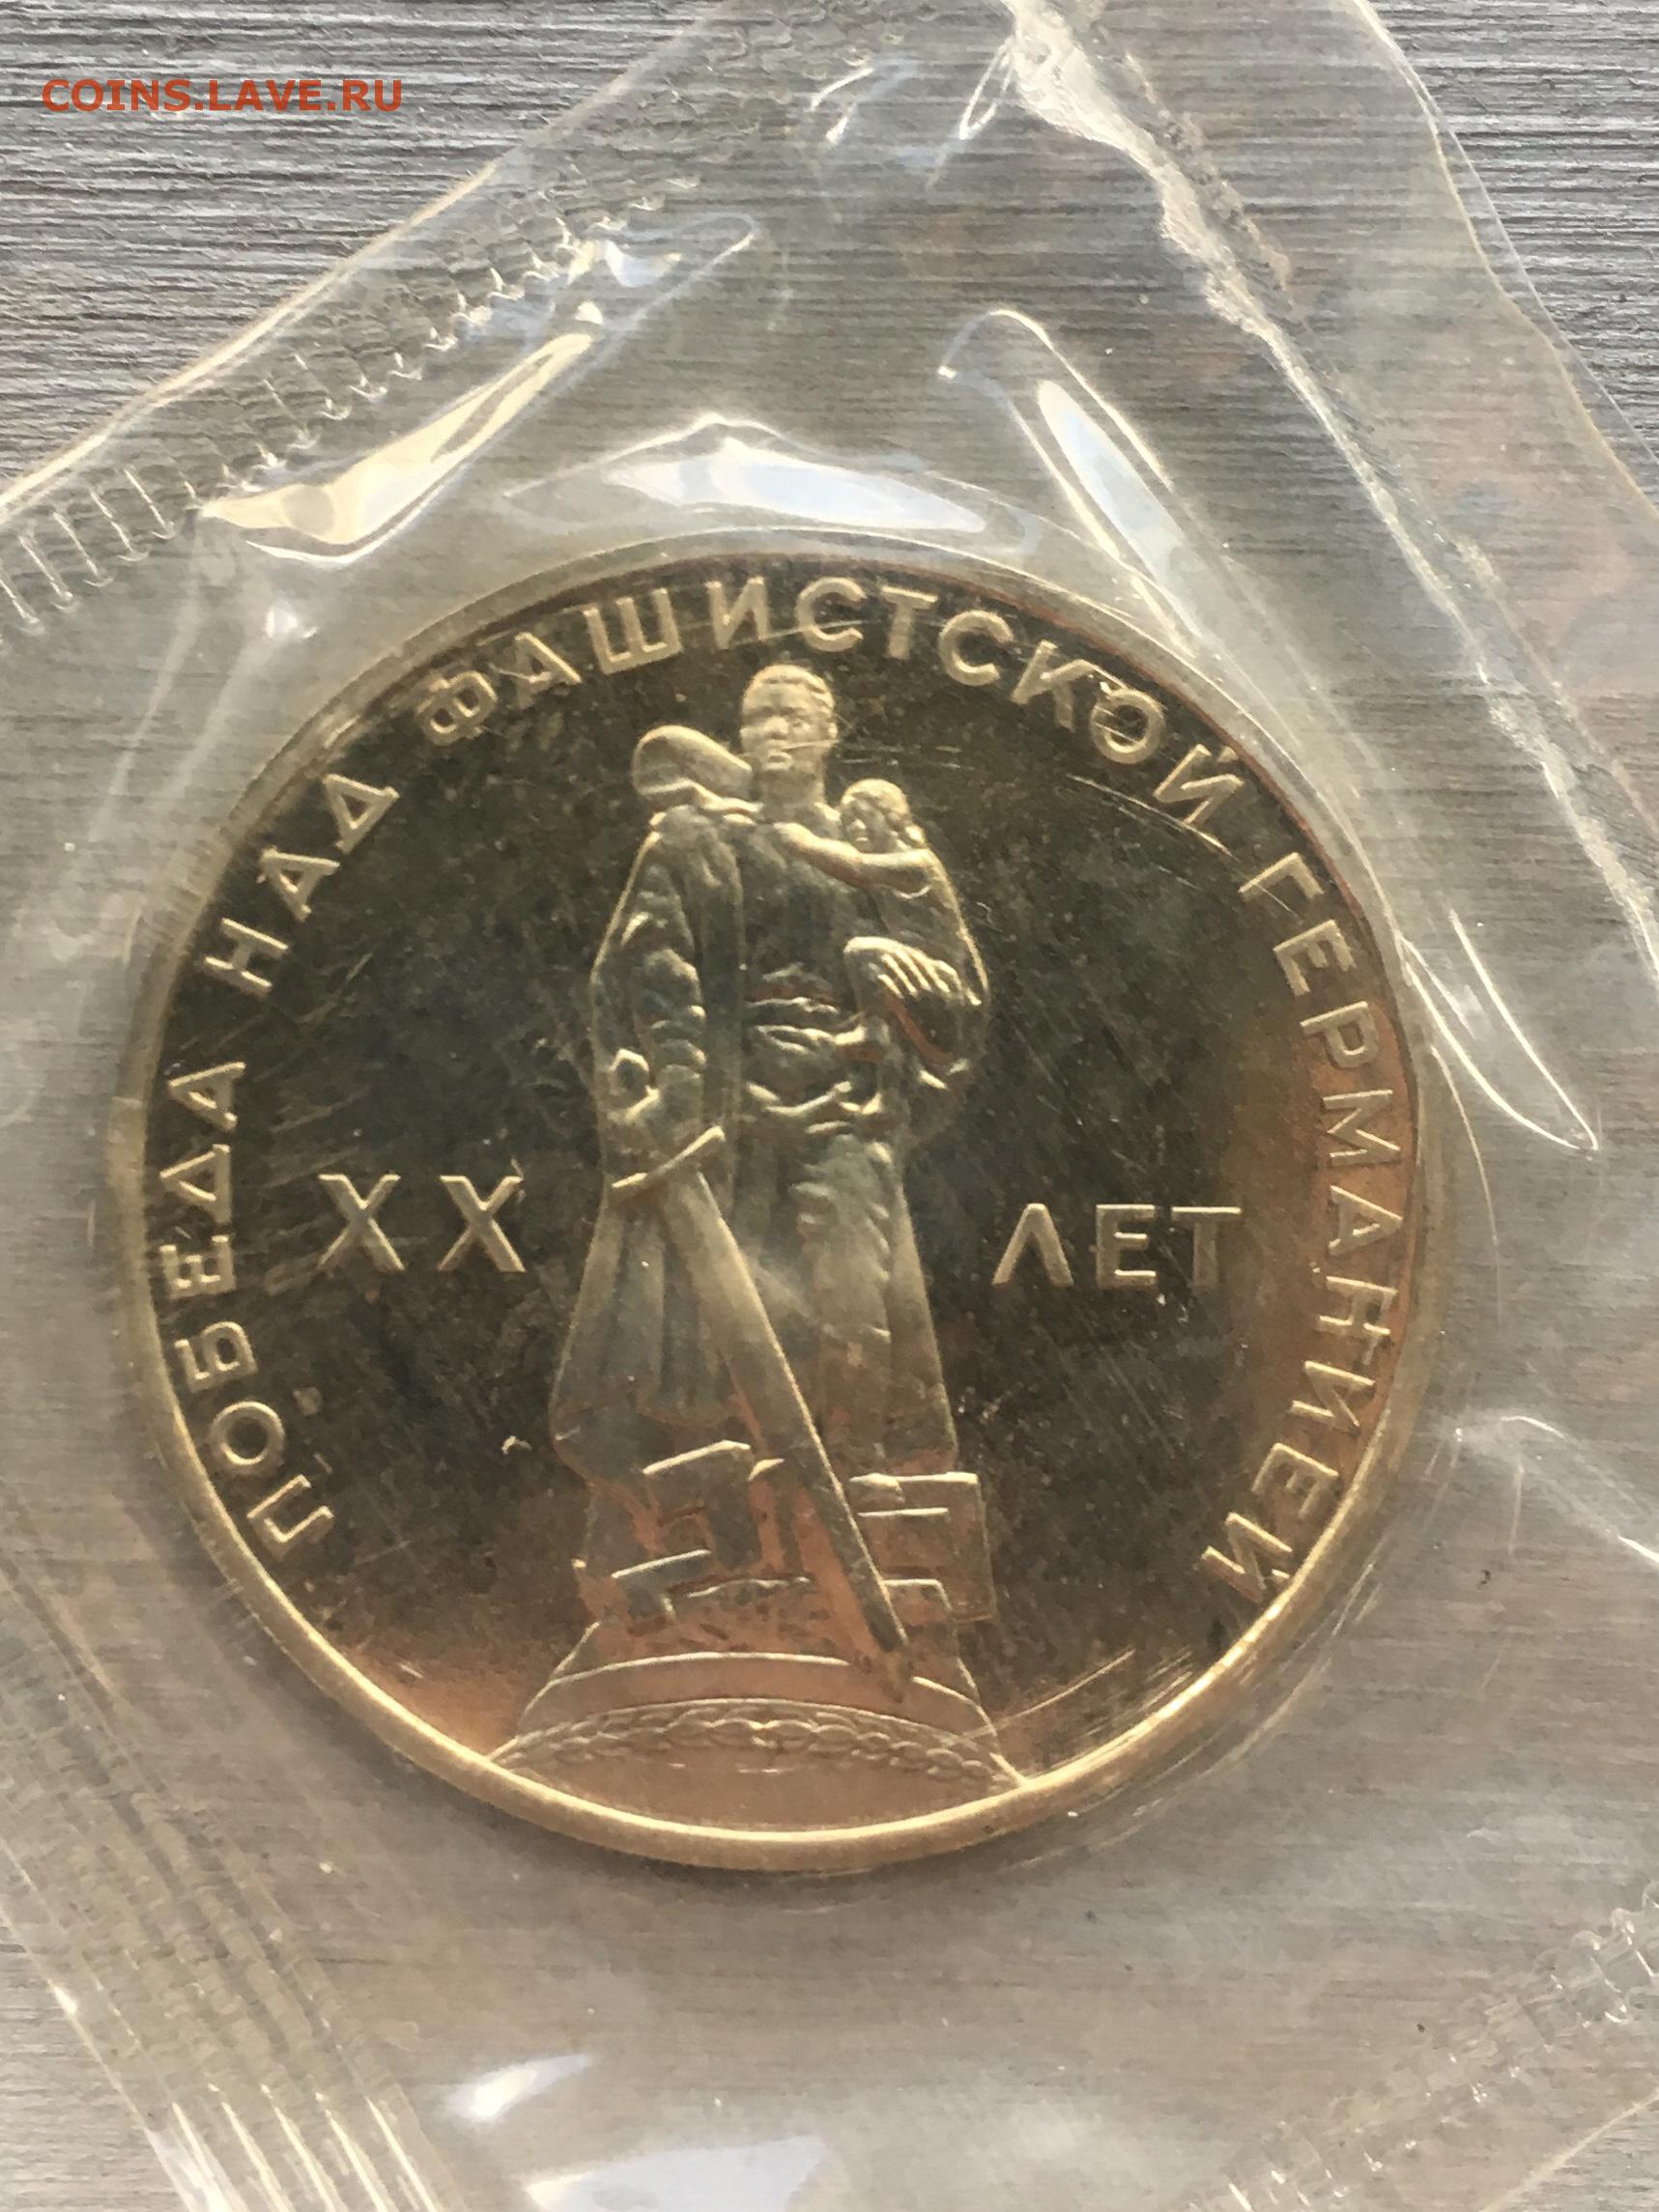 COINS.LAVE.RU
ПОБЕДА НАД ФАШИСТСКОЙ ГЕРМАНИЕЙ
XX ЛЕТ